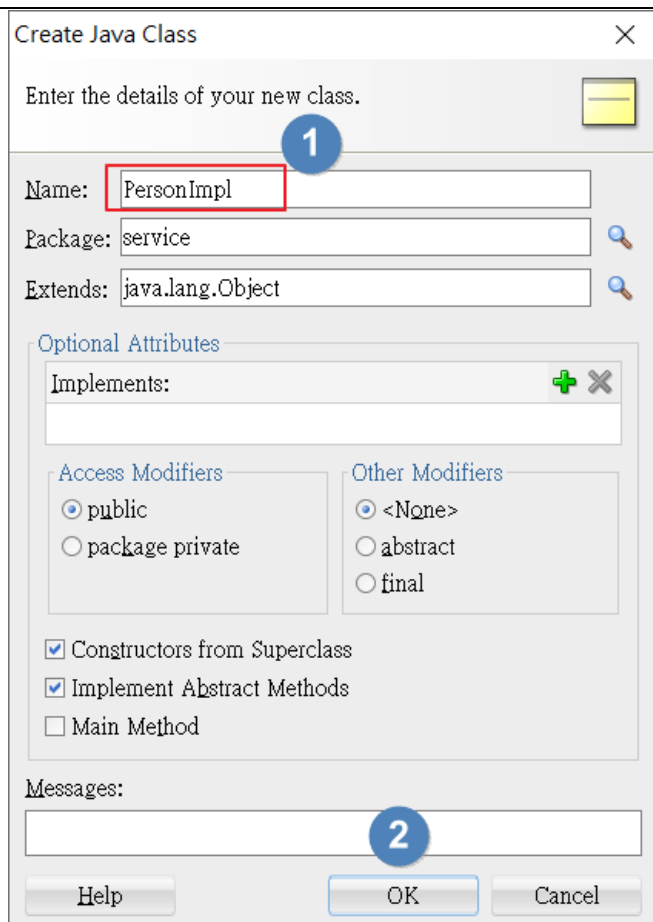 Create Java Class
Enter the details of your new class.
1
Name: PersonImpl
Package: service
Extends: java.lang.Object
Optional Attributes
Implements:
Access Modifiers
Other Modifiers
public
<None>
package private
abstract
final
Constructors from Superclass
Implement Abstract Methods
Main Method
Messages:
2
Help OK Cancel